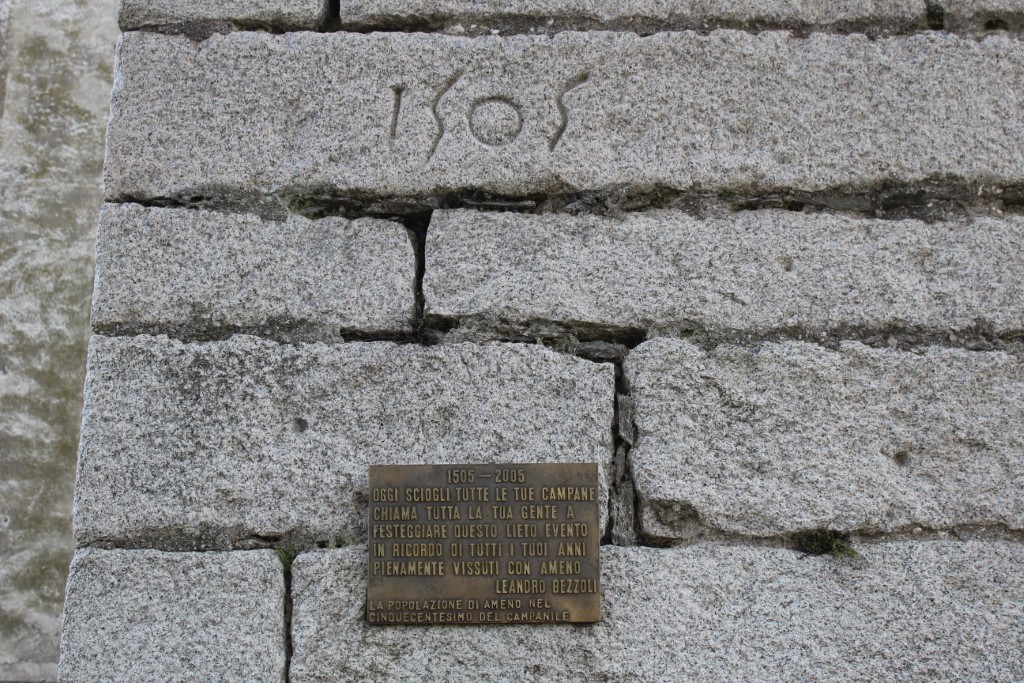 1505
1505—2005
OGGI SCIOGLI TUTTE LE TUE CAMPANE
CHIAMA TUTTA LA TUA GENTE A
FESTEGGIARE QUESTO LIETO EVENTO
IN RICORDO DI TUTTI I TUOI ANNI
PIENAMENTE VISSUTI CON AMENO
LEANDRO BEZZOLI
LA POPOLAZIONE DI AMENO NEL
CINQUECENTESIMO DEL CAMPANILE